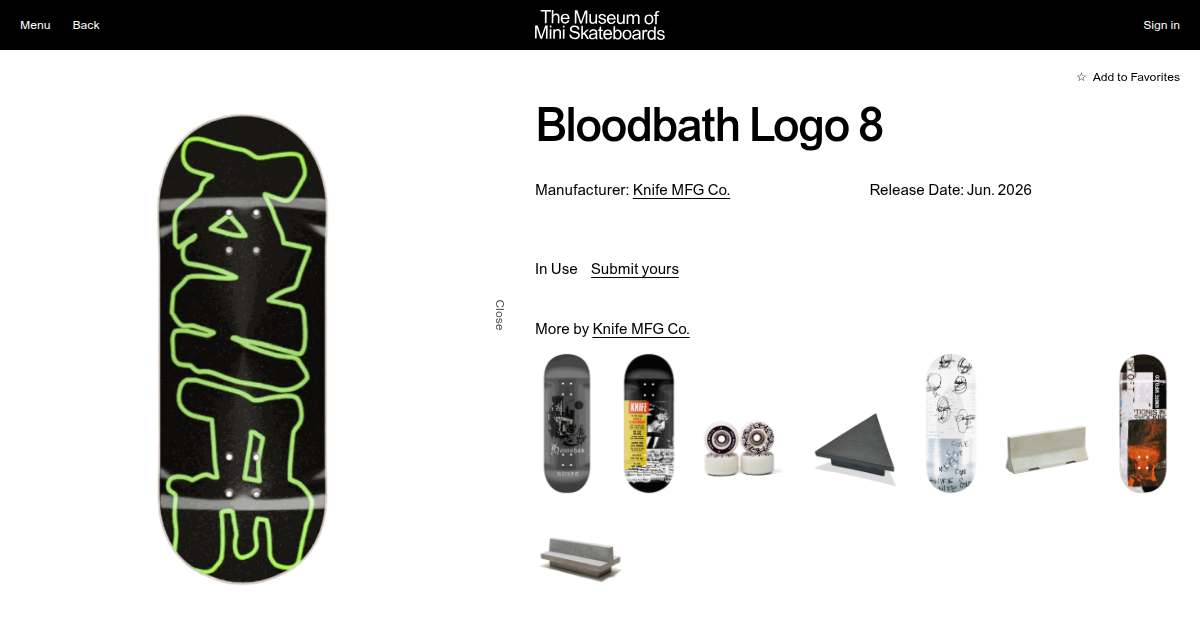 Menu
Back
The Museum of
Mini Skateboards
Sign in
☆ Add to Favorites
Bloodbath Logo 8
Manufacturer: Knife MFG Co.
Release Date: Jun. 2026
In Use
Submit yours
Close
More by Knife MFG Co.
KNIFE
KNIFE